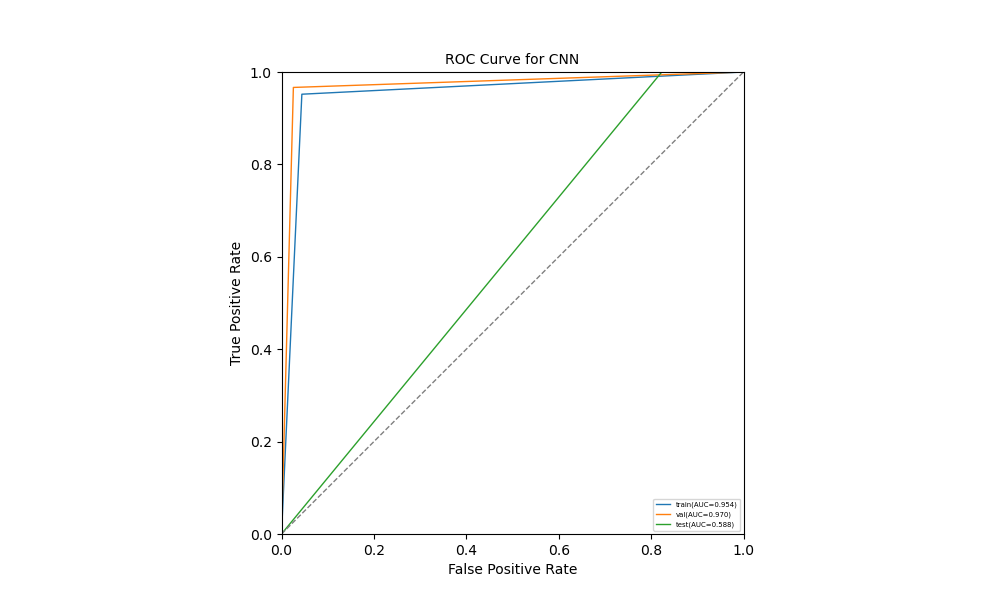 ROC Curve for CNN
1.0
0.8
0.6
0.4
0.2
0.0
True Positive Rate
0.0 0.2 0.4 0.6 0.8 1.0
False Positive Rate
train(AUC=0.954)
val(AUC=0.970)
test(AUC=0.588)